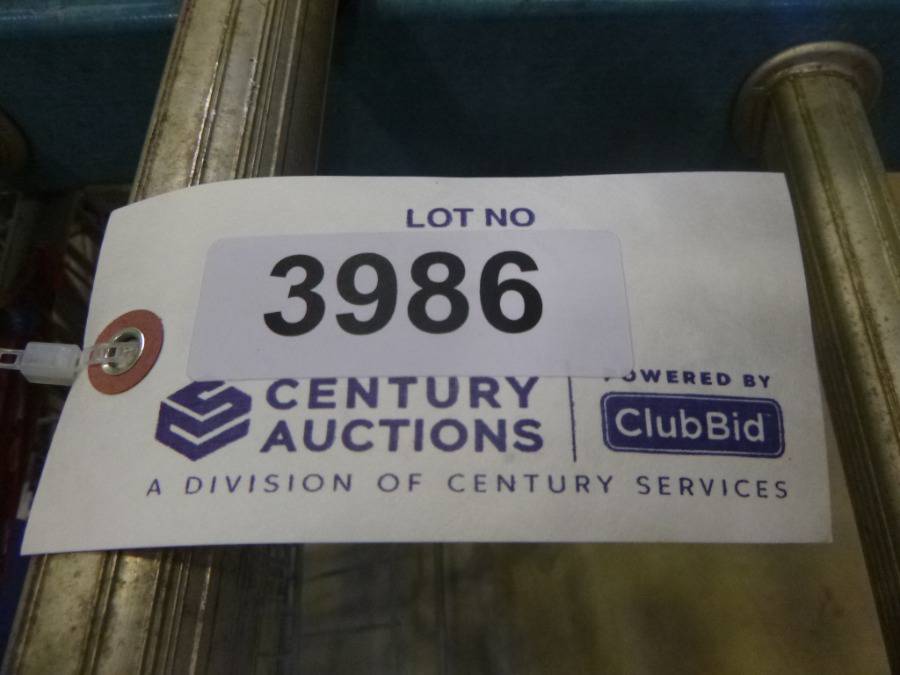 LOT NO
3986
CENTURY
AUCTIONS
POWERED BY
ClubBid
A DIVISION OF CENTURY SERVICES